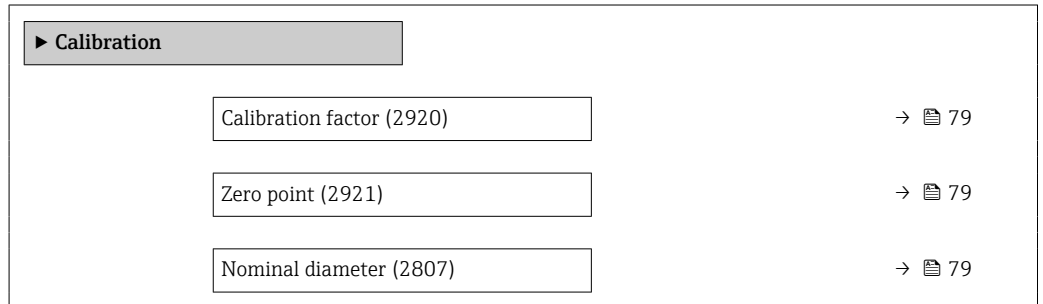 ▶ Calibration
Calibration factor (2920) → 79
Zero point (2921) → 79
Nominal diameter (2807) → 79